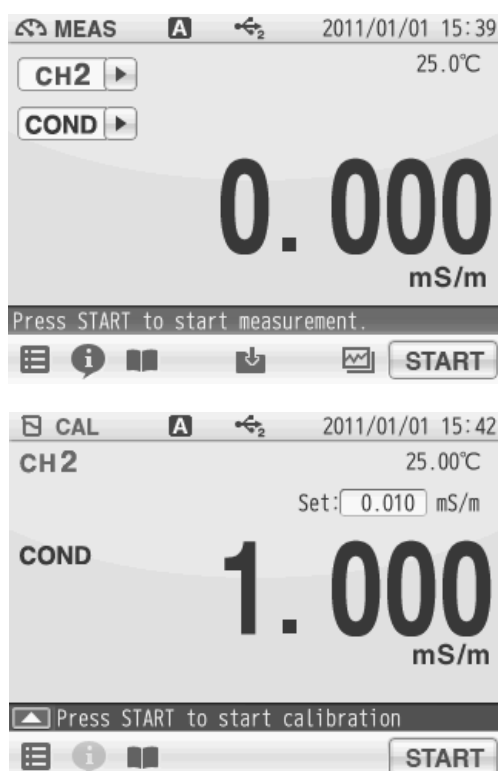 MEAS A 2 2011/01/01 15:39
25.0℃
CH2
COND
0.000
mS/m
Press START to start measurement.
START
CAL A 2 2011/01/01 15:42
CH2 25.00℃
Set: 0.010 mS/m
COND
1.000
mS/m
Press START to start calibration
START